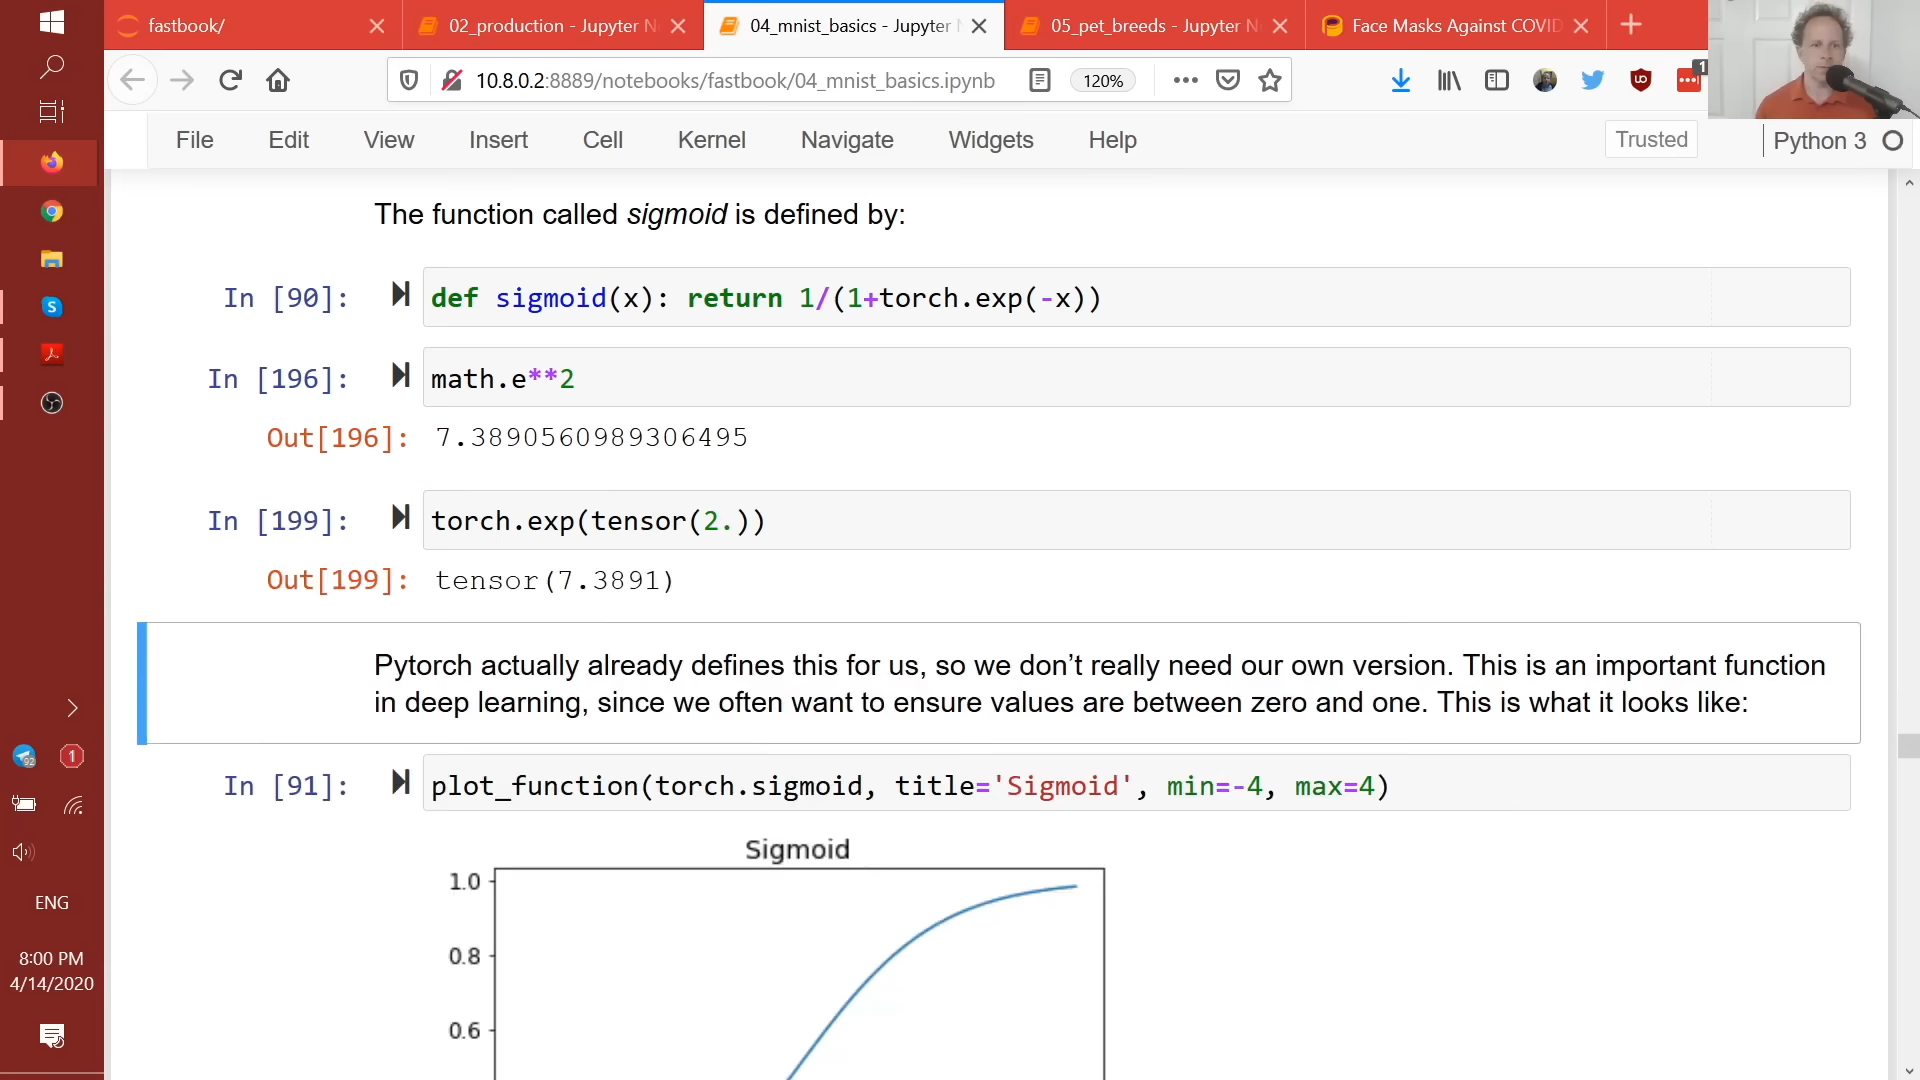 fastbook/
02_production - Jupyter N
04_mnist_basics - Jupyter
05_pet_breeds - Jupyter N
Face Masks Against COVID
10.8.0.2:8889/notebooks/fastbook/04_mnist_basics.ipynb
120%
1
File Edit View Insert Cell Kernel Navigate Widgets Help
Trusted
Python 3
The function called sigmoid is defined by:
In [90]: def sigmoid(x): return 1/(1+torch.exp(-x))
In [196]: math.e**2
Out[196]: 7.3890560989306495
In [199]: torch.exp(tensor(2.))
Out[199]: tensor(7.3891)
Pytorch actually already defines this for us, so we don’t really need our own version. This is an important function
in deep learning, since we often want to ensure values are between zero and one. This is what it looks like:
In [91]: plot_function(torch.sigmoid, title='Sigmoid', min=-4, max=4)
Sigmoid
1.0
0.8
0.6
92
1
ENG
8:00 PM
4/14/2020